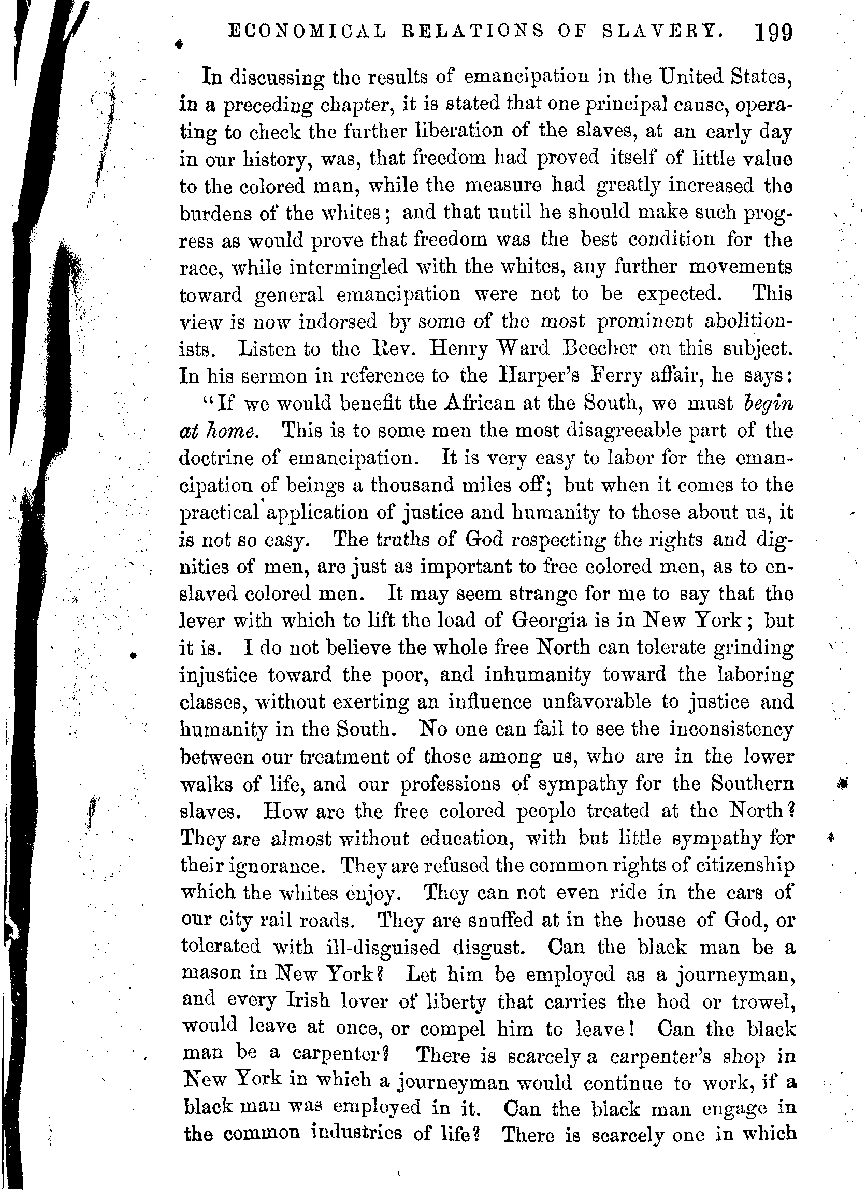 ECONOMICAL RELATIONS OF SLAVERY. 199
In discussing the results of emancipation in the United States,
in a preceding chapter, it is stated that one principal cause, opera-
ting to check the further liberation of the slaves, at an early day
in our history, was, that freedom had proved itself of little value
to the colored man, while the measure had greatly increased the
burdens of the whites; and that until he should make such prog-
ress as would prove that freedom was the best condition for the
race, while intermingled with the whites, any further movements
toward general emancipation were not to be expected. This
view is now indorsed by some of the most prominent abolition-
ists. Listen to the Rev. Henry Ward Beecher on this subject.
In his sermon in reference to the Harper's Ferry affair, he says:
"If we would benefit the African at the South, we must begin
at home. This is to some men the most disagreeable part of the
doctrine of emancipation. It is very easy to labor for the eman-
cipation of beings a thousand miles off; but when it comes to the
practical application of justice and humanity to those about us, it
is not so easy. The truths of God respecting the rights and dig-
nities of men, are just as important to free colored men, as to en-
slaved colored men. It may seem strange for me to say that the
lever with which to lift the load of Georgia is in New York; but
it is. I do not believe the whole free North can tolerate grinding
injustice toward the poor, and inhumanity toward the laboring
classes, without exerting an influence unfavorable to justice and
humanity in the South. No one can fail to see the inconsistency
between our treatment of those among us, who are in the lower
walks of life, and our professions of sympathy for the Southern
slaves. How are the free colored people treated at the North?
They are almost without education, with but little sympathy for
their ignorance. They are refused the common rights of citizenship
which the whites enjoy. They can not even ride in the cars of
our city rail roads. They are snuffed at in the house of God, or
tolerated with ill-disguised disgust. Can the black man be a
mason in New York? Let him be employed as a journeyman,
and every Irish lover of liberty that carries the hod or trowel,
would leave at once, or compel him to leave! Can the black
man be a carpenter? There is scarcely a carpenter's shop in
New York in which a journeyman would continue to work, if a
black man was employed in it. Can the black man engage in
the common industries of life? There is scarcely one in which